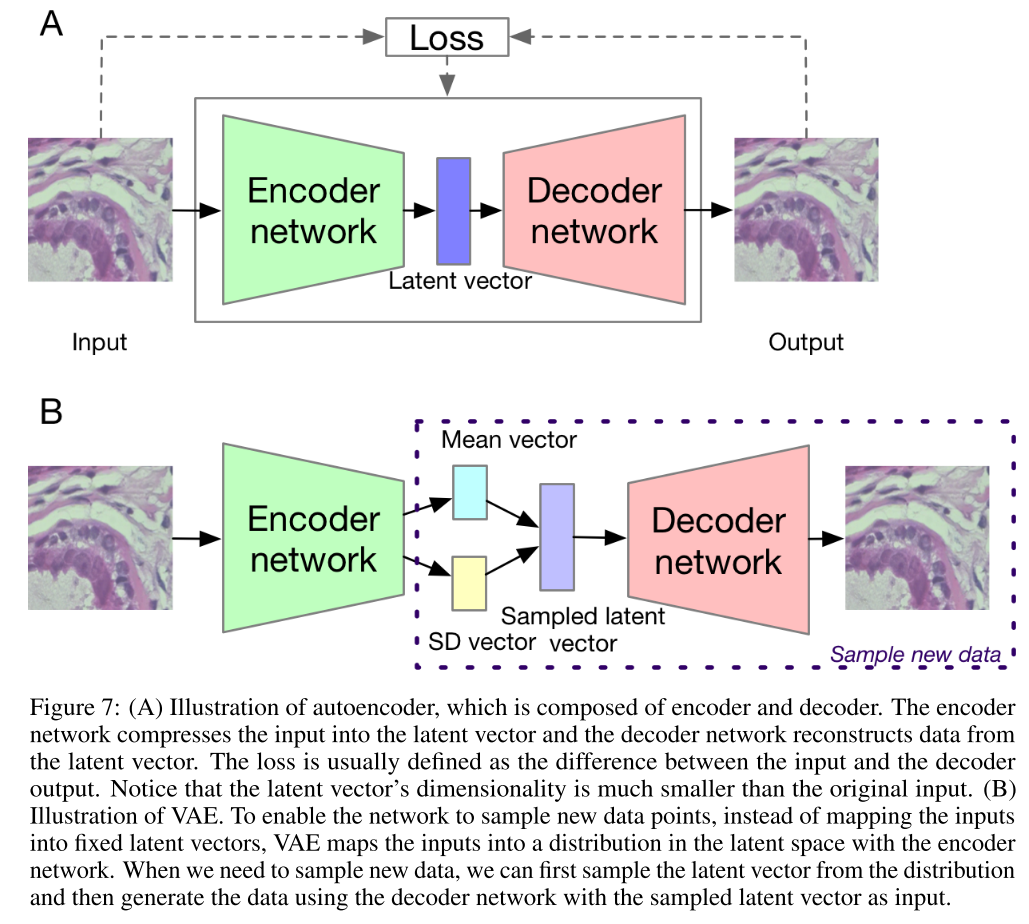 A
Loss
Encoder
network
Decoder
network
Latent vector
Input
Output
B
Mean vector
Encoder
network
Decoder
network
Sampled latent
SD vector vector
Sample new data
Figure 7: (A) Illustration of autoencoder, which is composed of encoder and decoder. The encoder
network compresses the input into the latent vector and the decoder network reconstructs data from
the latent vector. The loss is usually defined as the difference between the input and the decoder
output. Notice that the latent vector's dimensionality is much smaller than the original input. (B)
Illustration of VAE. To enable the network to sample new data points, instead of mapping the inputs
into fixed latent vectors, VAE maps the inputs into a distribution in the latent space with the encoder
network. When we need to sample new data, we can first sample the latent vector from the distribution
and then generate the data using the decoder network with the sampled latent vector as input.